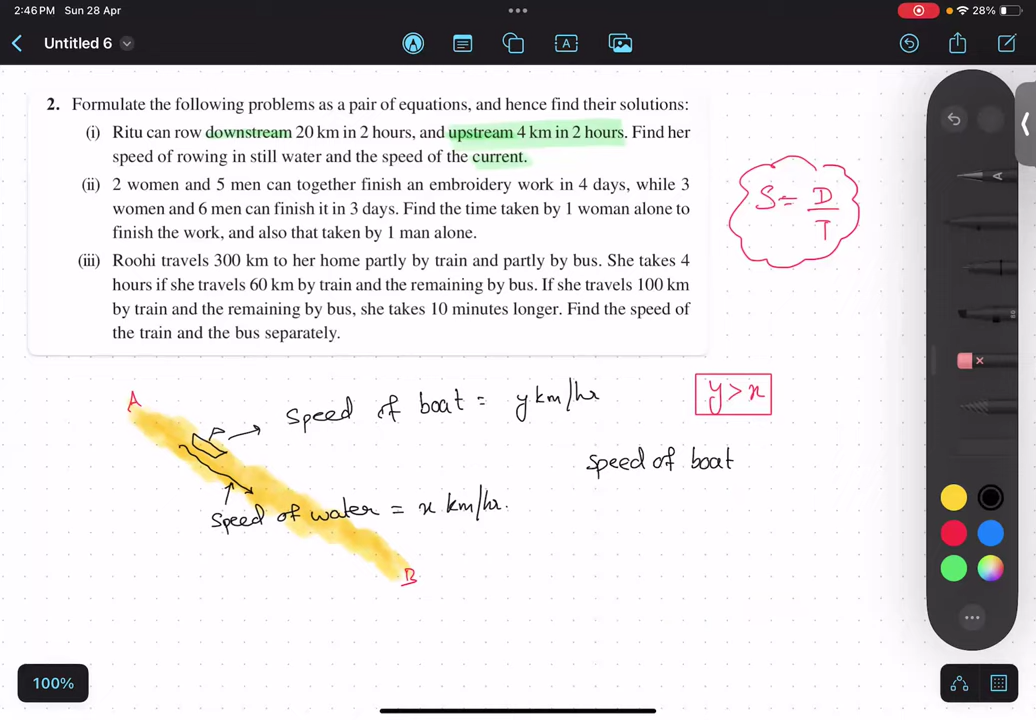 2:46 PM Sun 28 Apr
28%
Untitled 6
2. Formulate the following problems as a pair of equations, and hence find their solutions:
(i) Ritu can row downstream 20 km in 2 hours, and upstream 4 km in 2 hours. Find her
speed of rowing in still water and the speed of the current.
(ii) 2 women and 5 men can together finish an embroidery work in 4 days, while 3
women and 6 men can finish it in 3 days. Find the time taken by 1 woman alone to
finish the work, and also that taken by 1 man alone.
(iii) Roohi travels 300 km to her home partly by train and partly by bus. She takes 4
hours if she travels 60 km by train and the remaining by bus. If she travels 100 km
by train and the remaining by bus, she takes 10 minutes longer. Find the speed of
the train and the bus separately.
S = D/T
A
speed of boat = y km/hr
y > x
speed of boat
speed of water = x km/hr.
B
100%